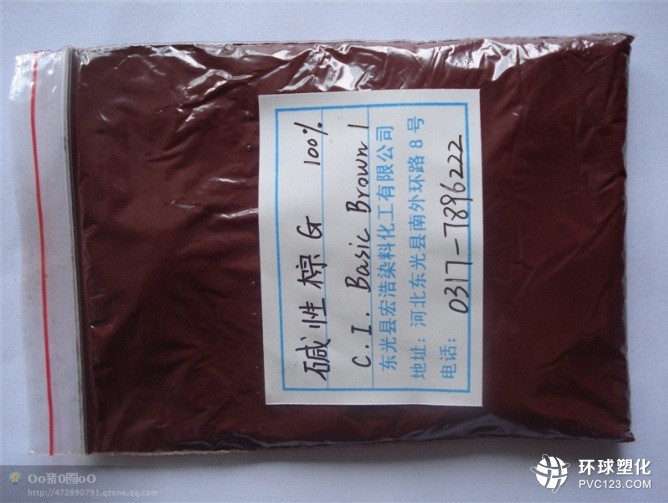 碱性棕G 100%
C.I. Basic Brown 1
东光县宏浩染料化工有限公司
地址：河北东光县南外环路8号
电话：0317-7896222
Oo猪0圈oO
http://472890791.qzone.qq.com
环球塑化
PVC123.com